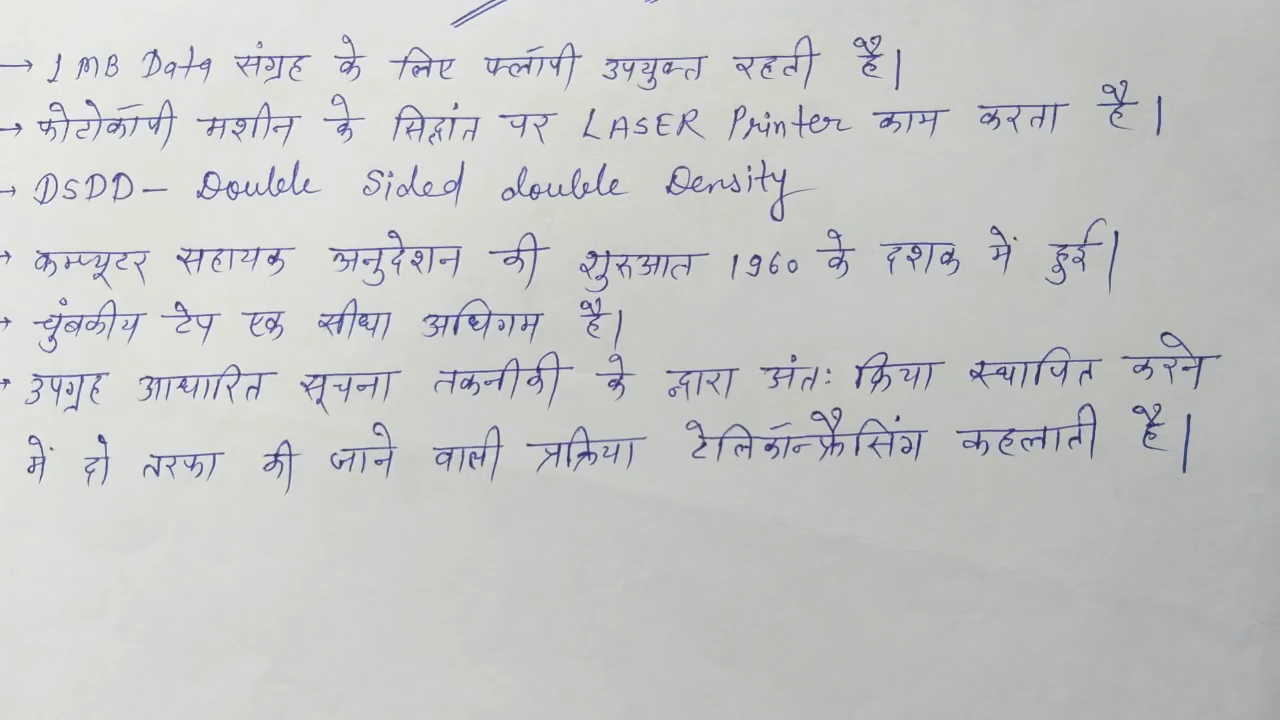 → 1 MB Data संग्रह के लिए फ्लॉपी उपयुक्त रहती है।
→ फोटोकॉपी मशीन के सिद्धांत पर LASER Printer काम करता है।
→ DSDD - Double Sided double Density
→ कम्प्यूटर सहायक अनुदेशन की शुरुआत 1960 के दशक में हुई।
→ चुंबकीय टेप एक सीधा अधिगम है।
→ उपग्रह आधारित सूचना तकनीकी के द्वारा अंतः क्रिया स्थापित करने
में दो तरफा की जाने वाली प्रक्रिया टेलिकॉन्फ्रैसिंग कहलाती है।